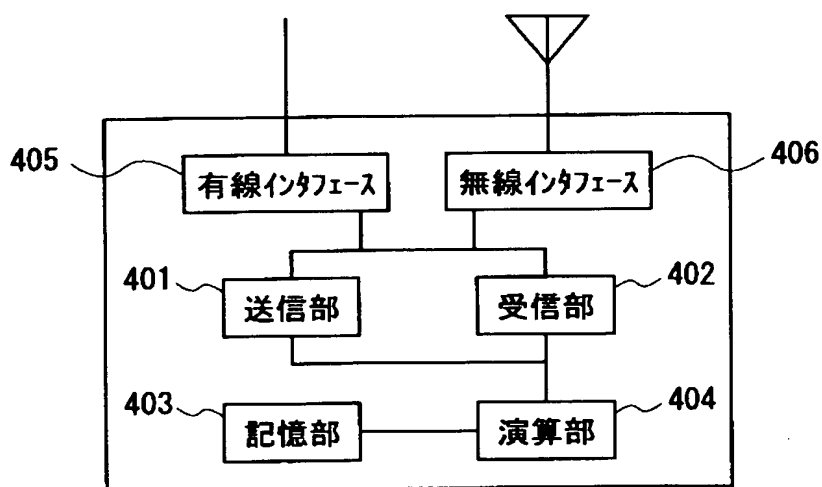 405
有線インタフェース
無線インタフェース
406
401
送信部
受信部
402
403
記憶部
演算部
404